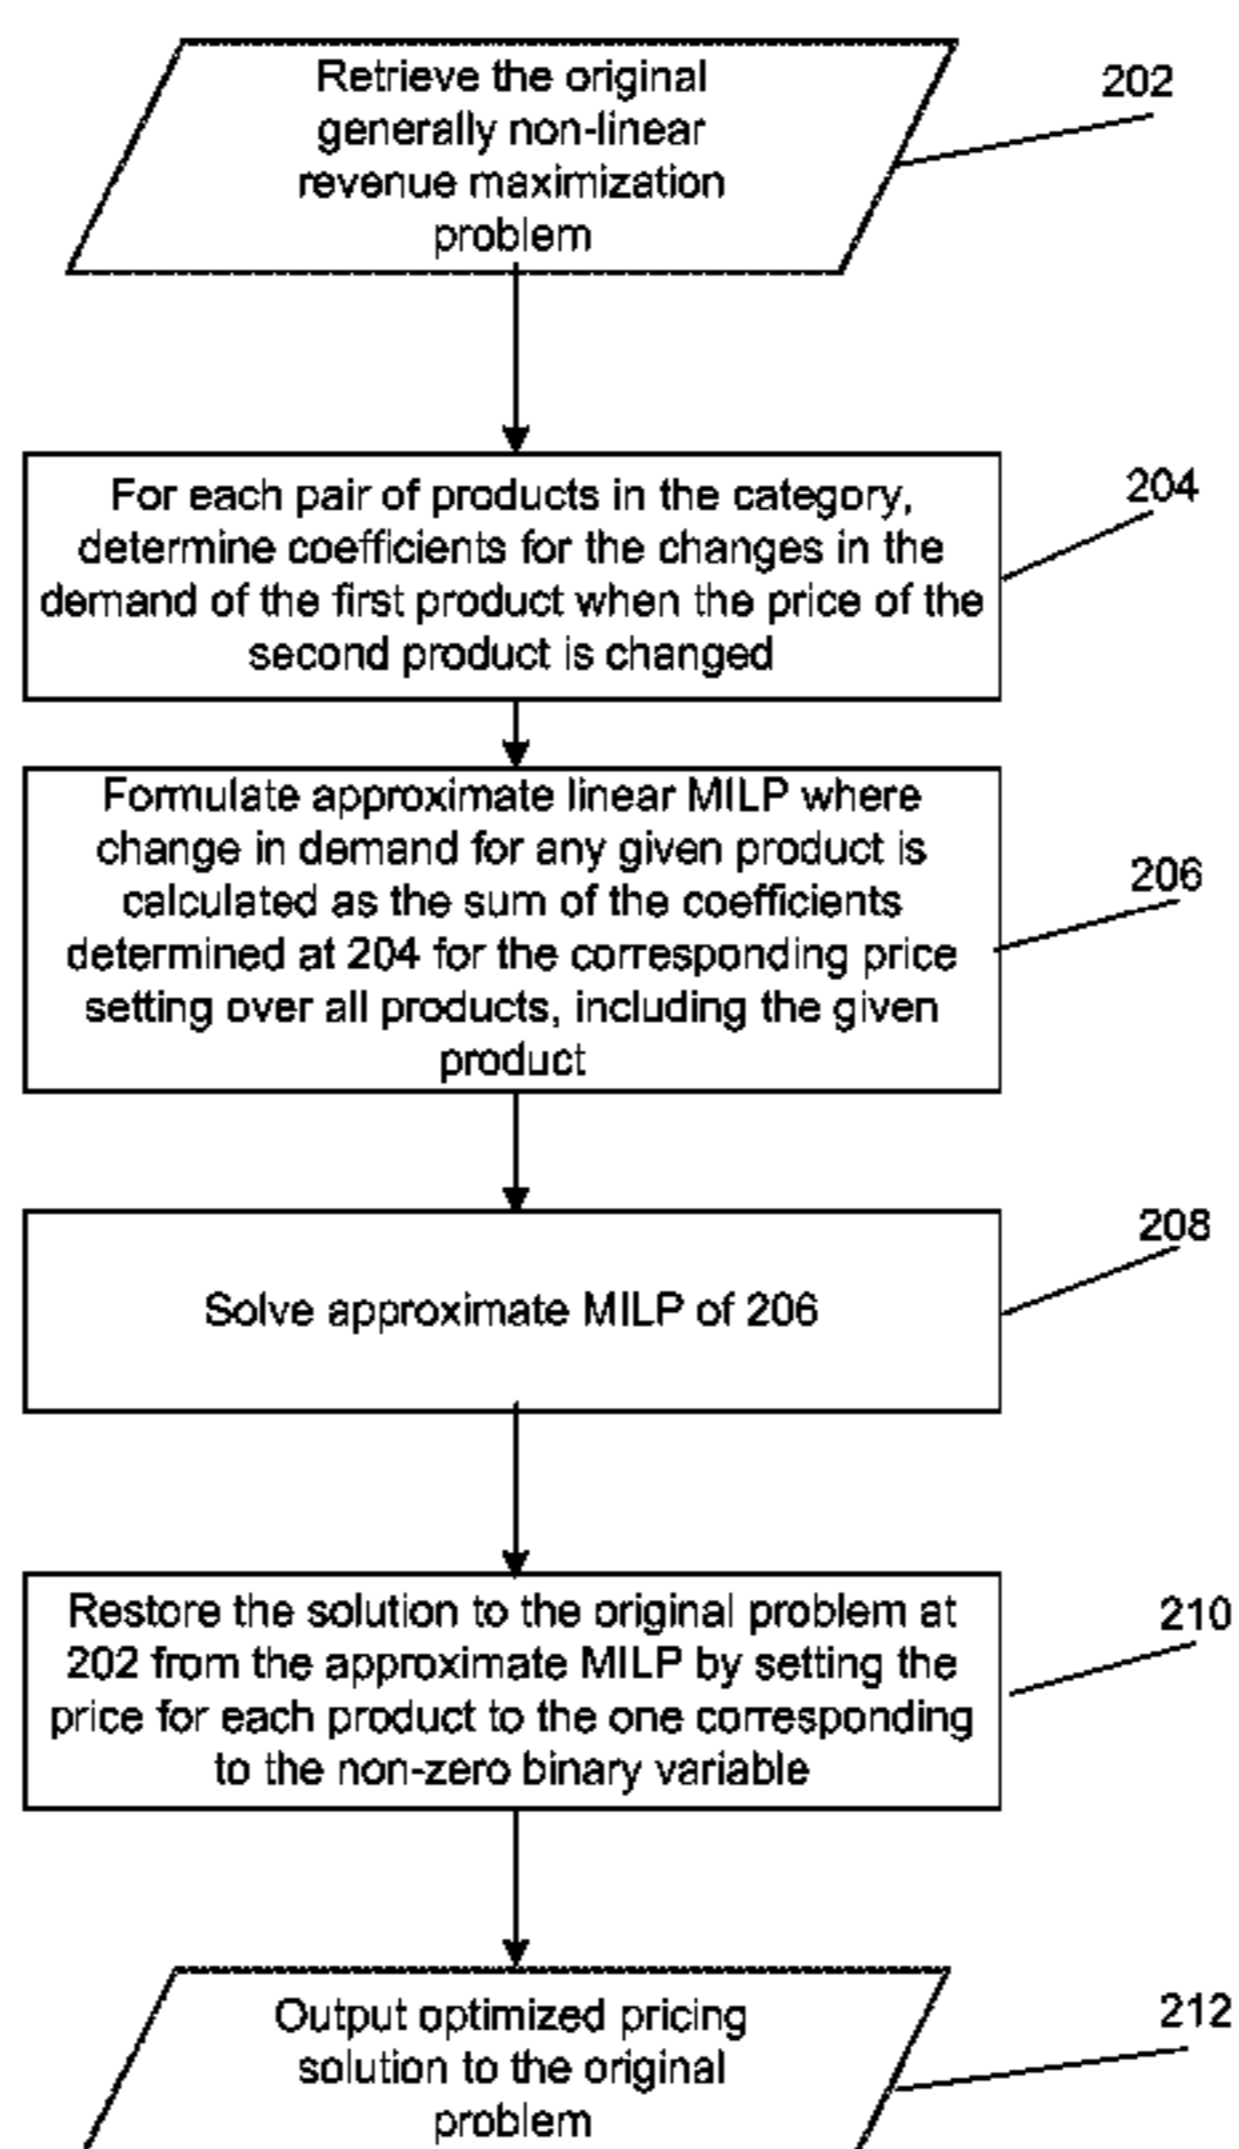 Retrieve the original
generally non-linear
revenue maximization
problem
202
For each pair of products in the category,
determine coefficients for the changes in the
demand of the first product when the price of the
second product is changed
204
Formulate approximate linear MILP where
change in demand for any given product is
calculated as the sum of the coefficients
determined at 204 for the corresponding price
setting over all products, including the given
product
206
Solve approximate MILP of 206
208
Restore the solution to the original problem at
202 from the approximate MILP by setting the
price for each product to the one corresponding
to the non-zero binary variable
210
Output optimized pricing
solution to the original
problem
212